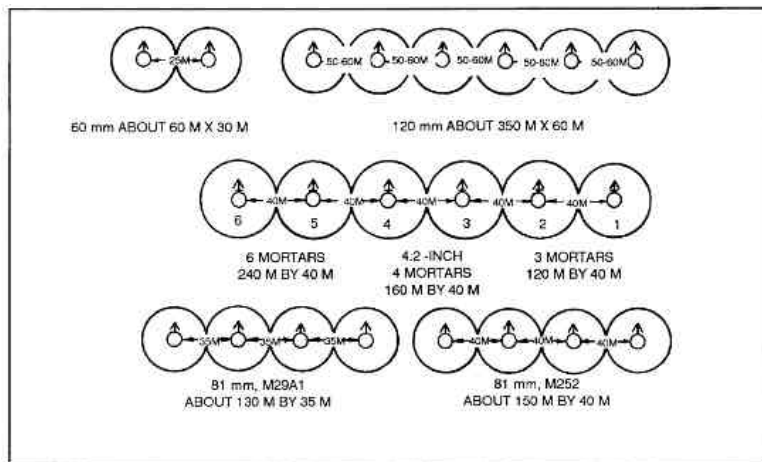 25M
50-60M 50-60M 50-60M 50-60M 50-60M
60 mm ABOUT 60 M X 30 M
120 mm ABOUT 350 M X 60 M
40M 40M 40M 40M 40M
6 5 4 3 2 1
6 MORTARS
240 M BY 40 M
4.2 -INCH
4 MORTARS
160 M BY 40 M
3 MORTARS
120 M BY 40 M
35M 35M 35M
81 mm, M29A1
ABOUT 130 M BY 35 M
40M 40M 40M
81 mm, M252
ABOUT 150 M BY 40 M